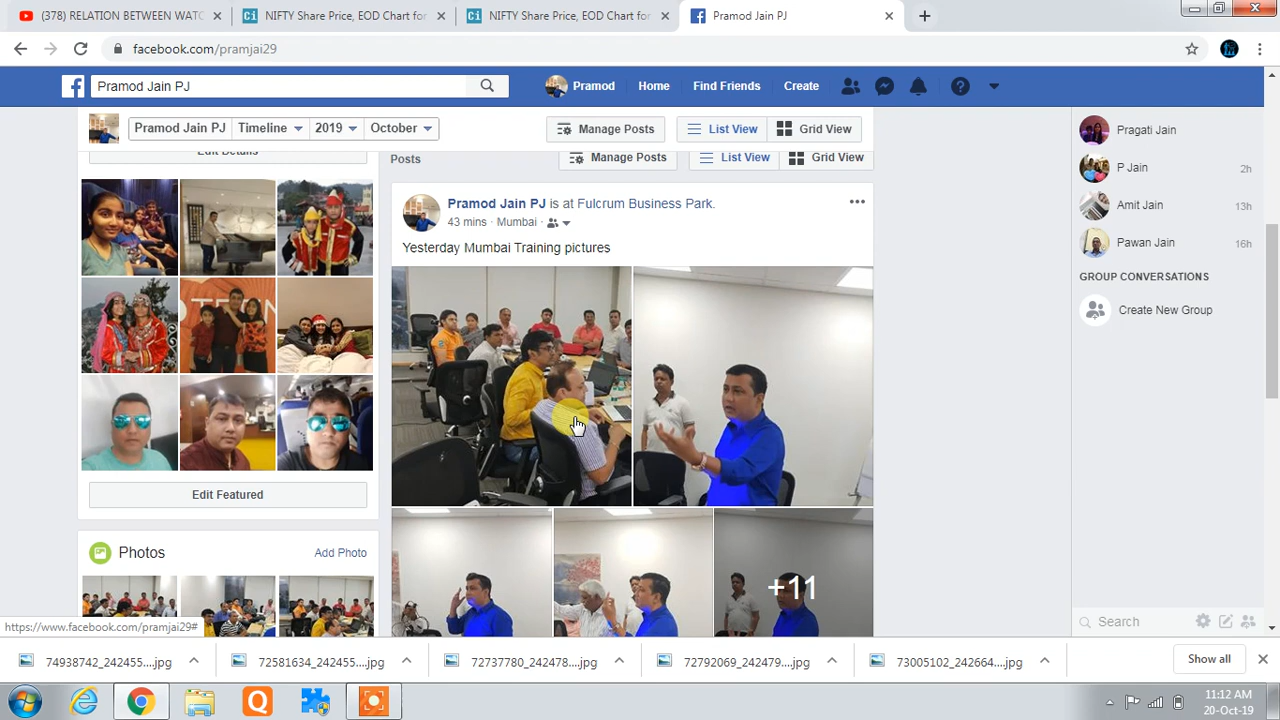 (378) RELATION BETWEEN WATC
NIFTY Share Price, EOD Chart for
NIFTY Share Price, EOD Chart for
Pramod Jain PJ
facebook.com/pramjai29
Pramod Jain PJ
Pramod
Home
Find Friends
Create
Pramod Jain PJ
Timeline
2019
October
Manage Posts
List View
Grid View
Edit Details
Posts
Manage Posts
List View
Grid View
Pramod Jain PJ is at Fulcrum Business Park.
43 mins · Mumbai ·
Yesterday Mumbai Training pictures
+11
Edit Featured
Photos
Add Photo
Pragati Jain
P Jain
2h
Amit Jain
13h
Pawan Jain
16h
GROUP CONVERSATIONS
Create New Group
Search
https://www.facebook.com/pramjai29#
74938742_242455....jpg
72581634_242455....jpg
72737780_242478....jpg
72792069_242479....jpg
73005102_242664....jpg
Show all
11:12 AM
20-Oct-19